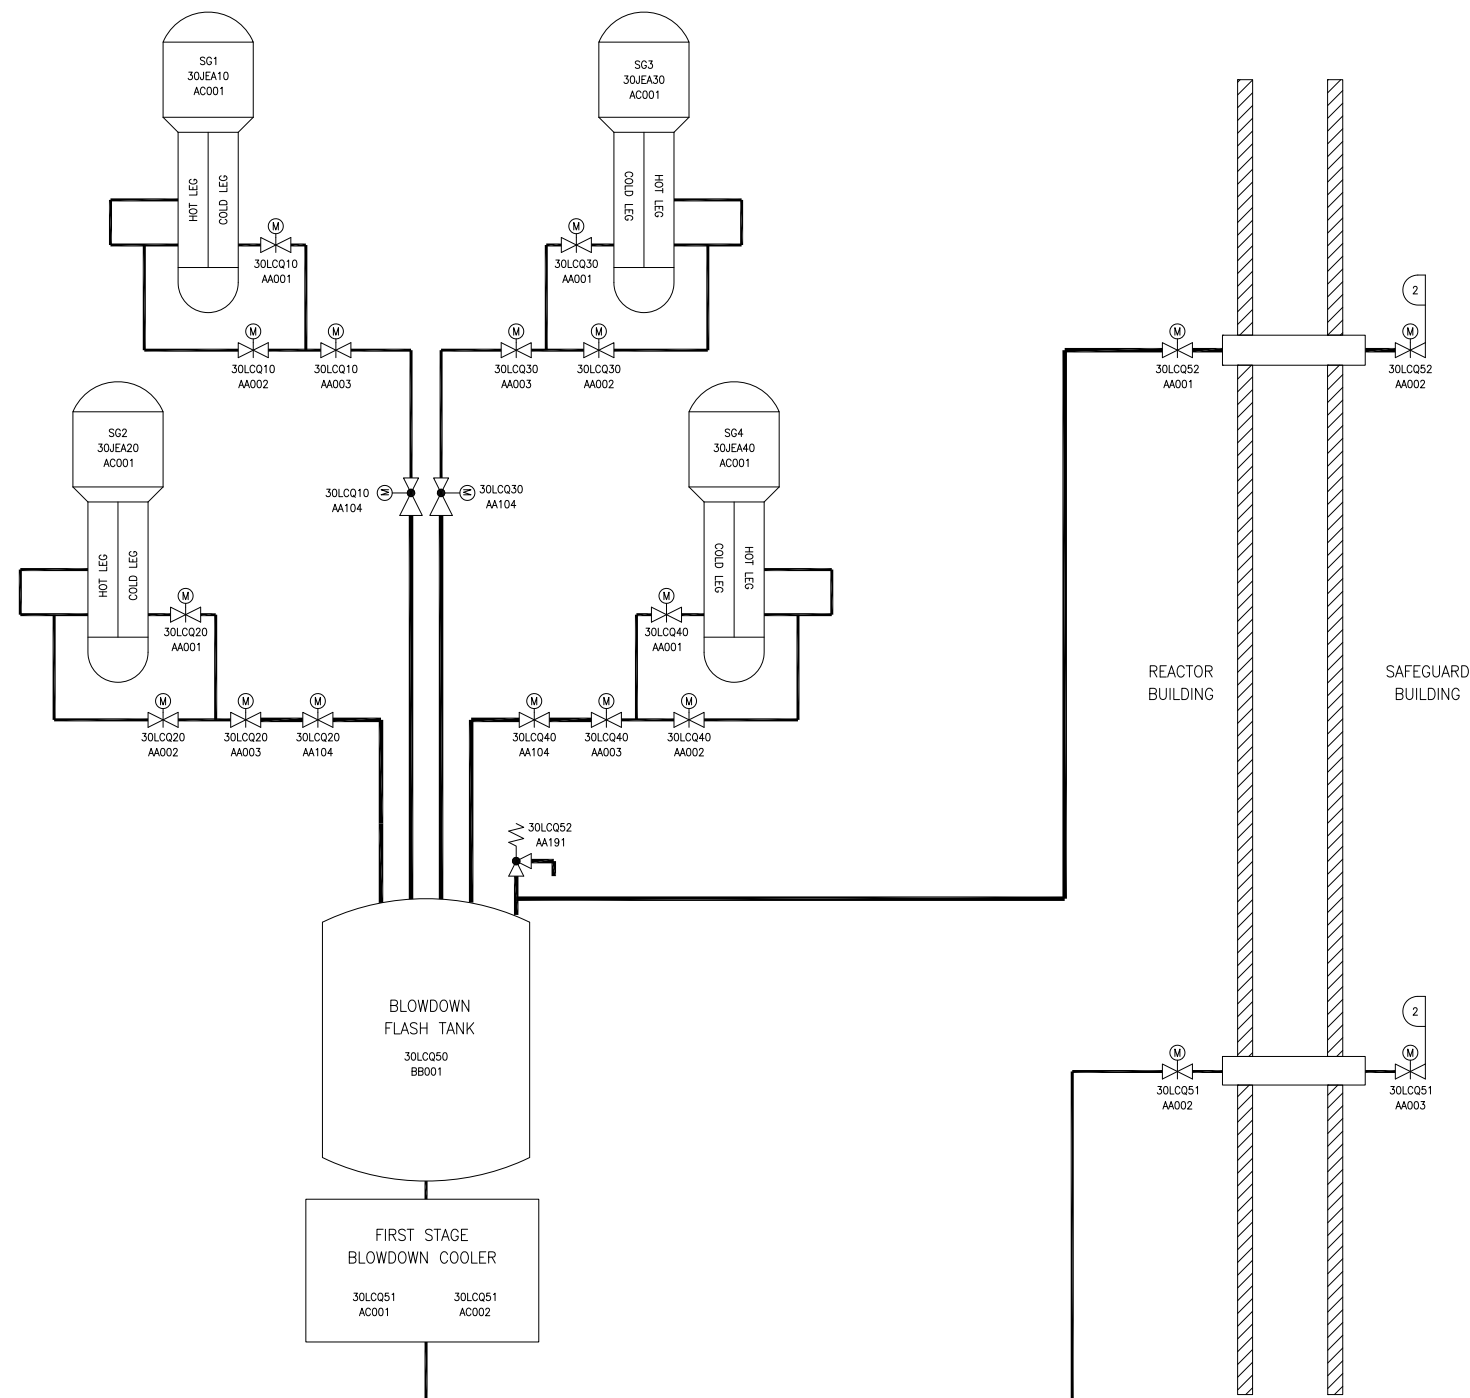 SG1
30JEA10
AC001
HOT LEG
COLD LEG
M
30LCQ10
AA001
M
30LCQ10
AA002
M
30LCQ10
AA003
SG3
30JEA30
AC001
COLD LEG
HOT LEG
M
30LCQ30
AA001
M
30LCQ30
AA003
M
30LCQ30
AA002
2
M
30LCQ52
AA001
M
30LCQ52
AA002
SG2
30JEA20
AC001
HOT LEG
COLD LEG
M
30LCQ20
AA001
M
30LCQ20
AA002
M
30LCQ20
AA003
M
30LCQ20
AA104
30LCQ10
AA104
M
M
30LCQ30
AA104
SG4
30JEA40
AC001
COLD LEG
HOT LEG
M
30LCQ40
AA001
M
30LCQ40
AA104
M
30LCQ40
AA003
M
30LCQ40
AA002
REACTOR
BUILDING
SAFEGUARD
BUILDING
30LCQ52
AA191
BLOWDOWN
FLASH TANK
30LCQ50
BB001
2
M
30LCQ51
AA002
M
30LCQ51
AA003
FIRST STAGE
BLOWDOWN COOLER
30LCQ51
AC001
30LCQ51
AC002